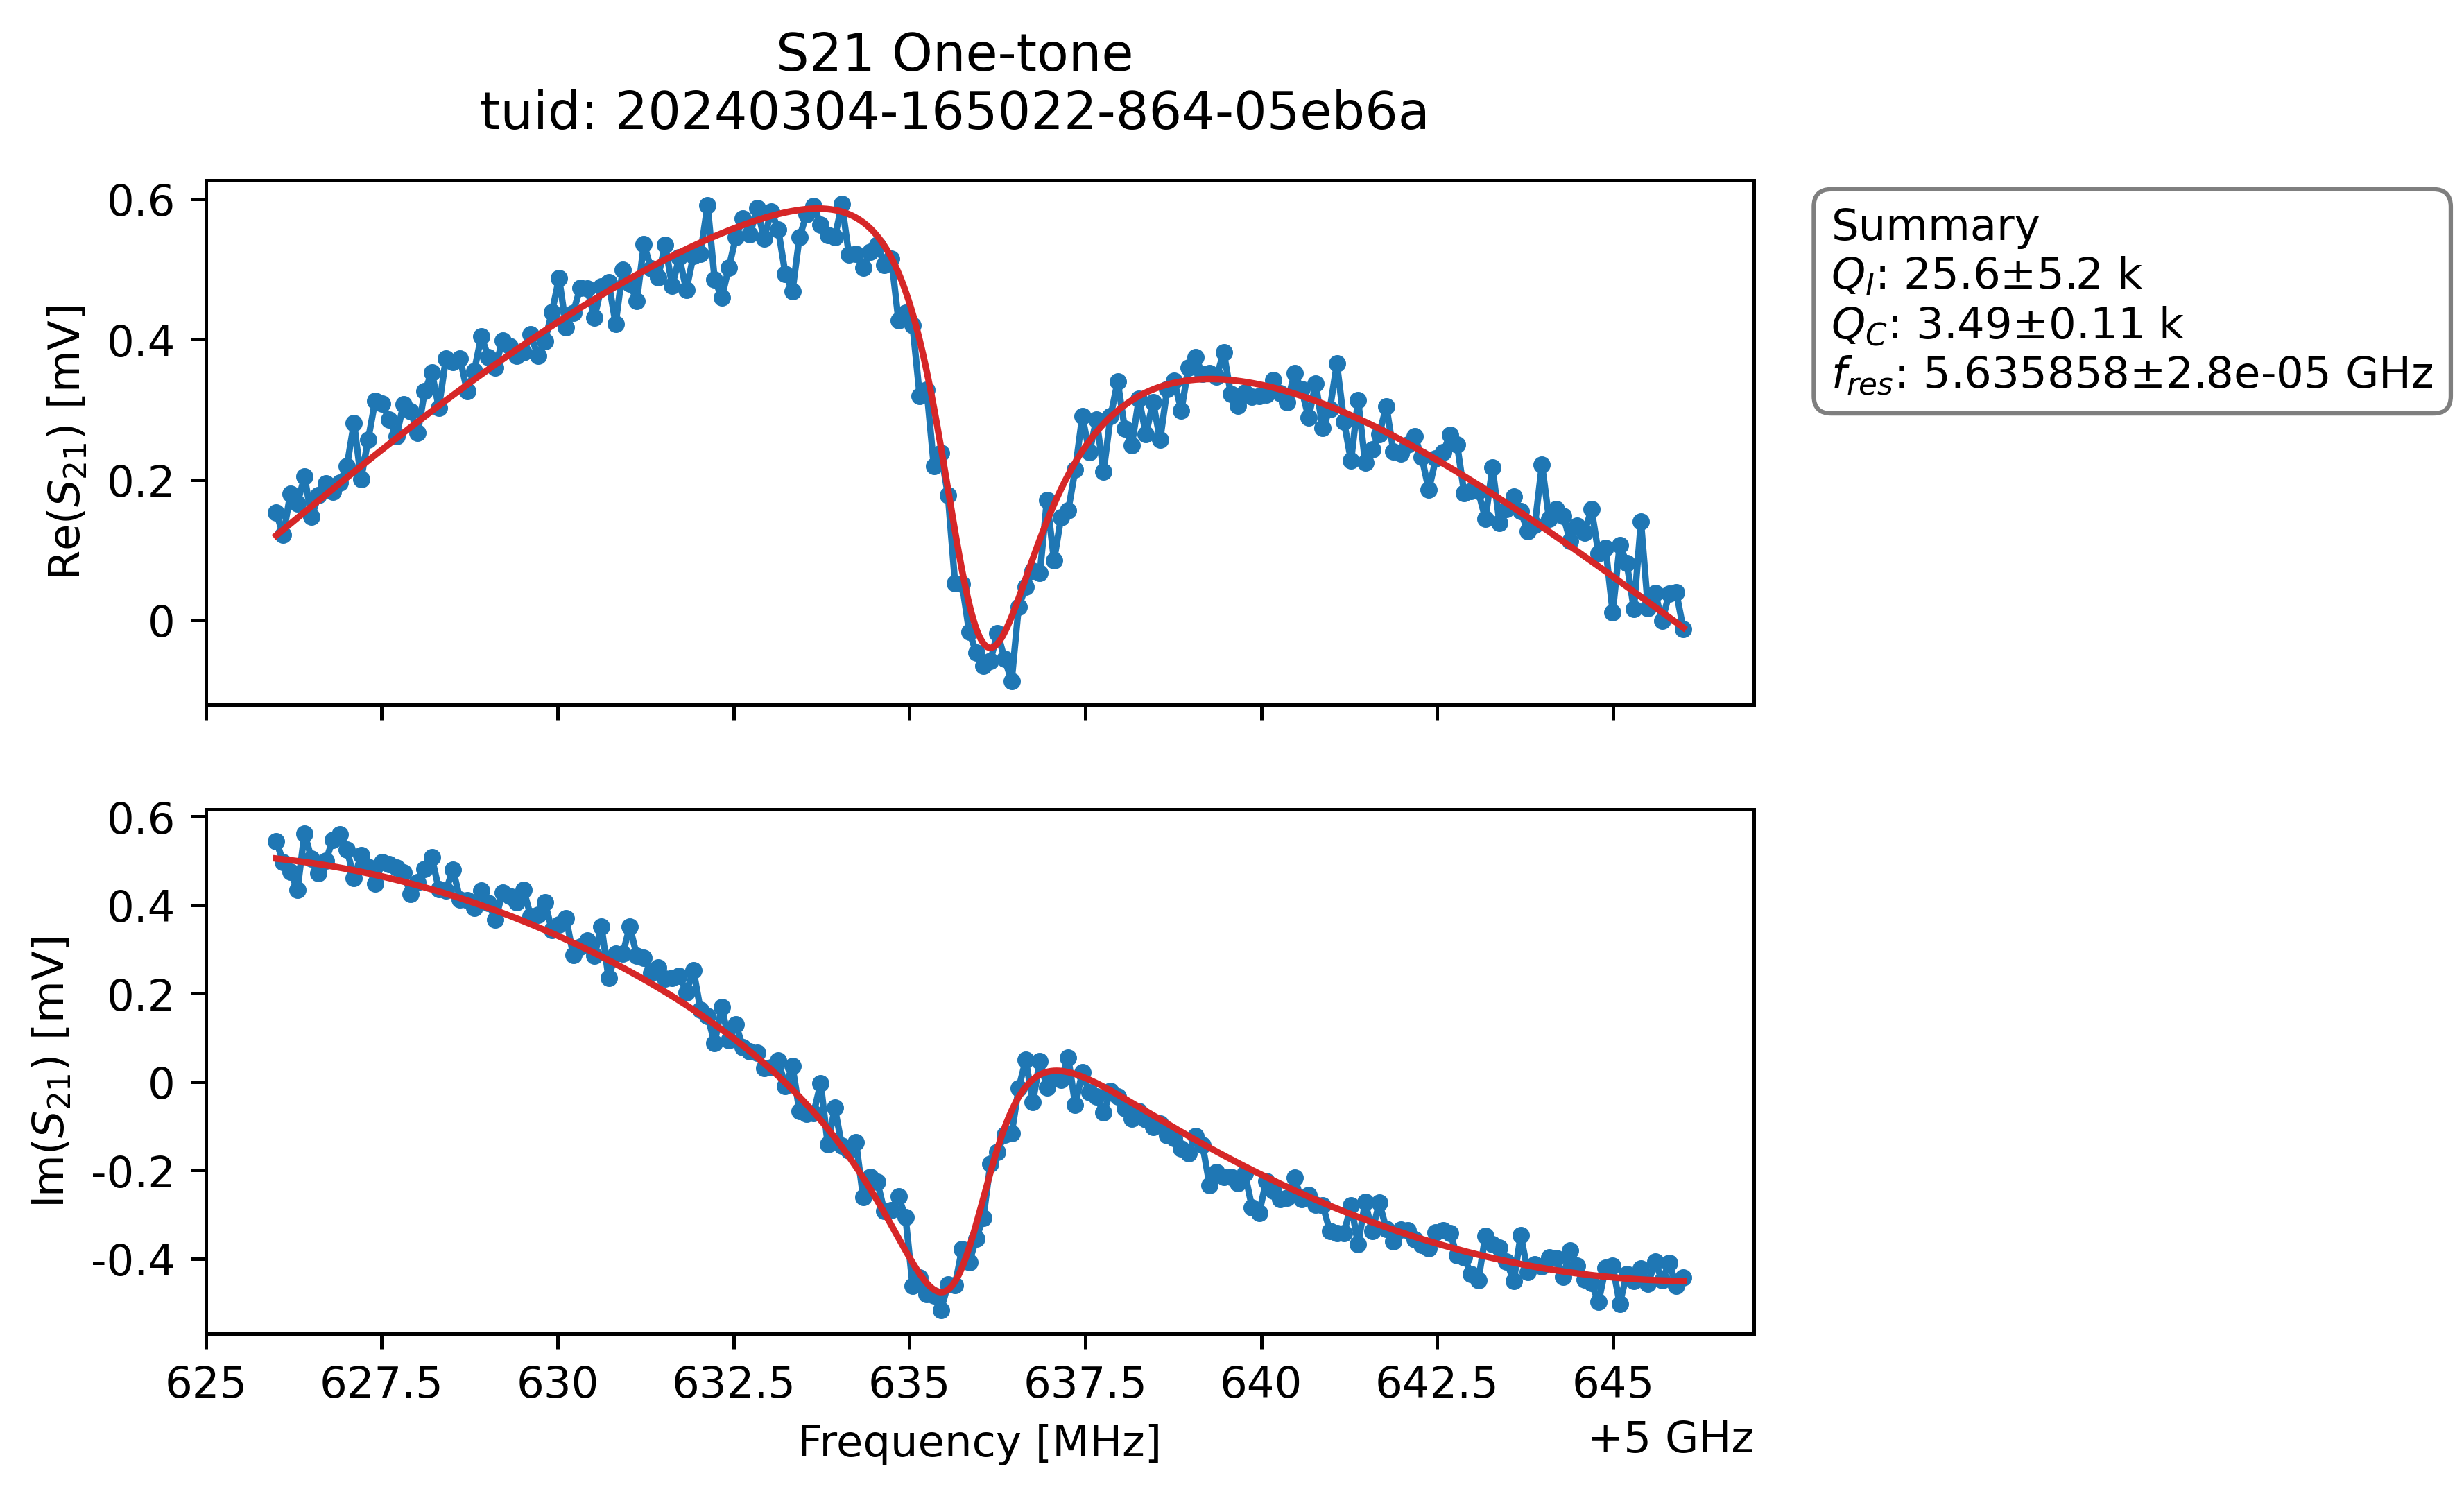 S21 One-tone
tuid: 20240304-165022-864-05eb6a
0.6
0.4
0.2
0
Re(S21) [mV]
Summary
QI: 25.6±5.2 k
QC: 3.49±0.11 k
fres: 5.635858±2.8e-05 GHz
0.6
0.4
0.2
0
-0.2
-0.4
Im(S21) [mV]
625 627.5 630 632.5 635 637.5 640 642.5 645
Frequency [MHz]
+5 GHz